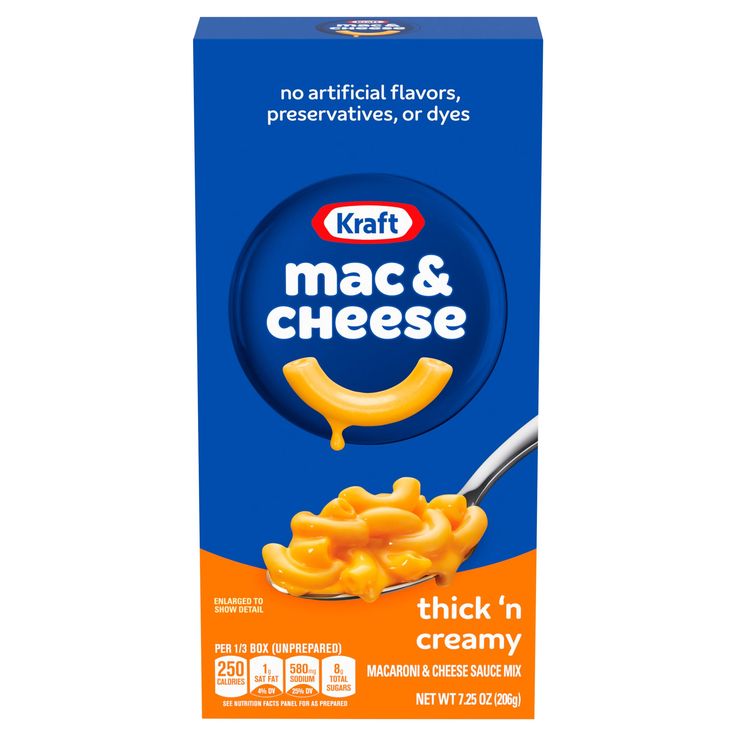 no artificial flavors,
preservatives, or dyes
Kraft
mac &
cHeese
thick ‘n
creamy
MACARONI & CHEESE SAUCE MIX
NET WT 7.25 OZ (206g)
ENLARGED TO
SHOW DETAIL
PER 1/3 BOX (UNPREPARED)
250
CALORIES
1g
SAT FAT
4% DV
580mg
SODIUM
25% DV
8g
TOTAL
SUGARS
SEE NUTRITION FACTS PANEL FOR AS PREPARED